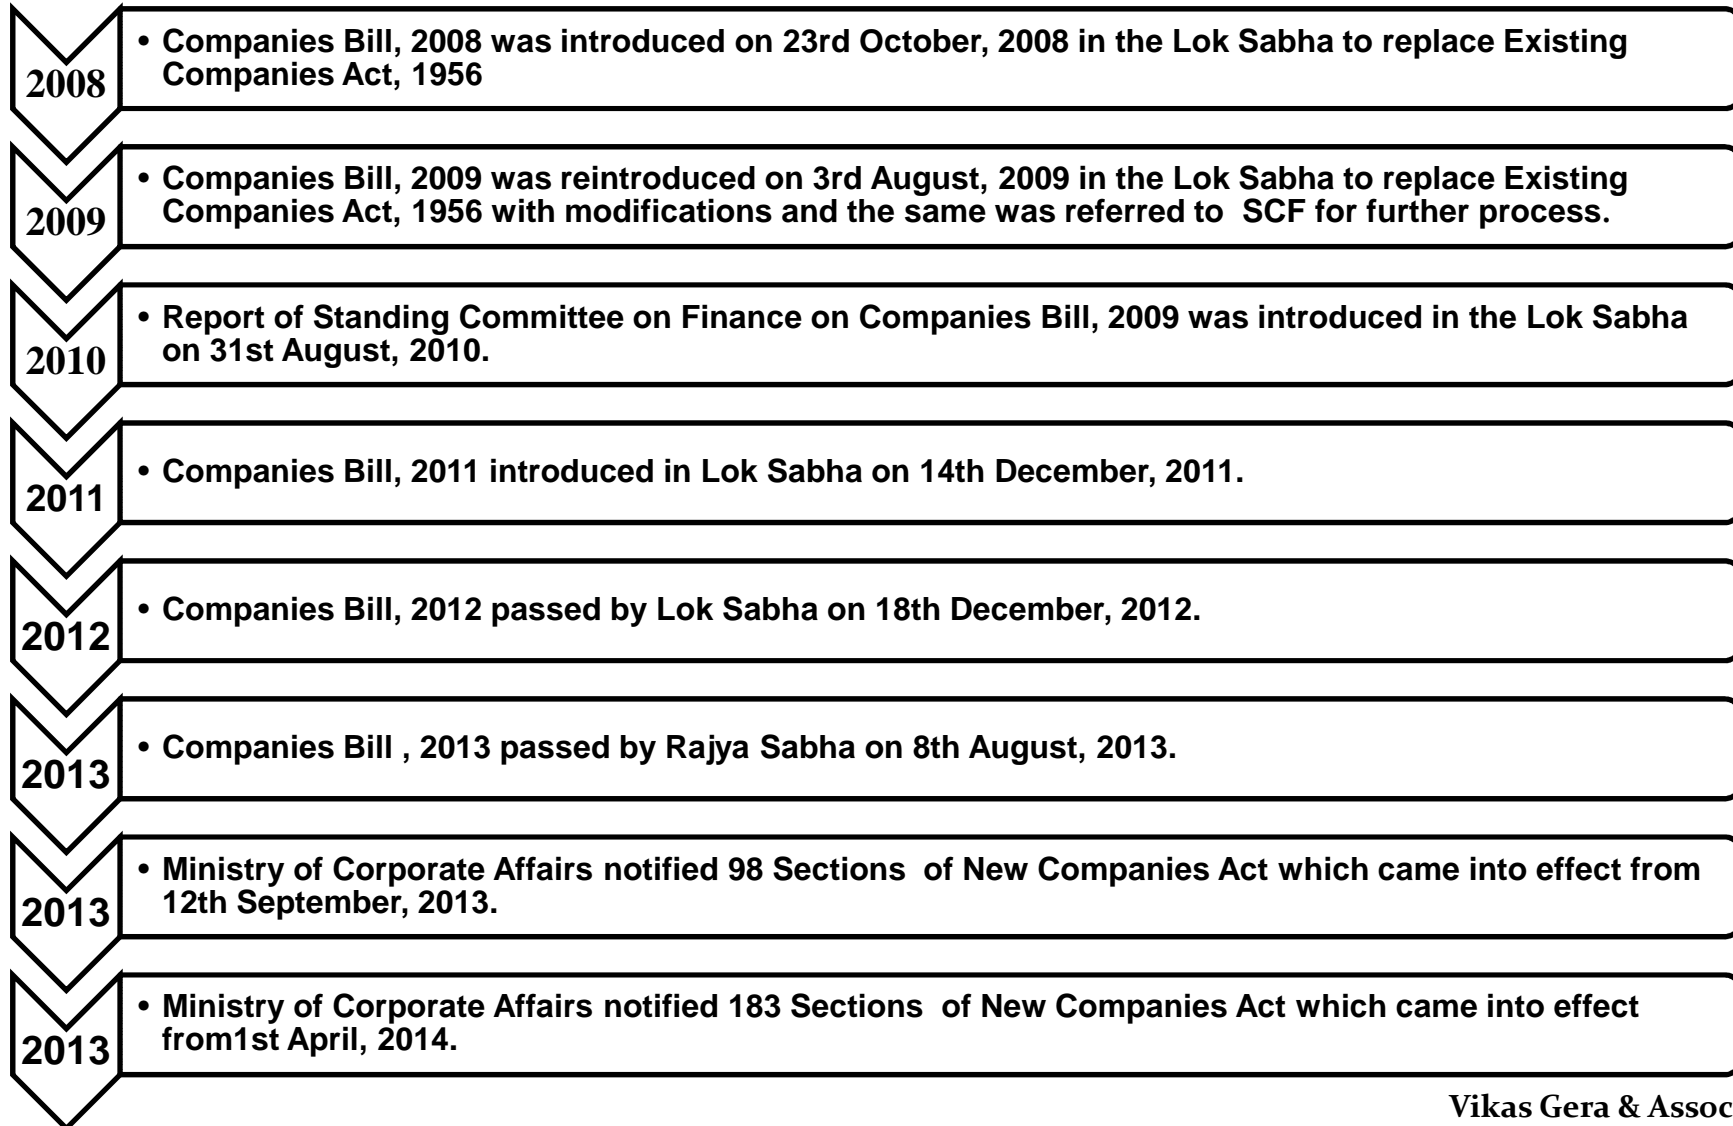 2008
• Companies Bill, 2008 was introduced on 23rd October, 2008 in the Lok Sabha to replace Existing
Companies Act, 1956
2009
• Companies Bill, 2009 was reintroduced on 3rd August, 2009 in the Lok Sabha to replace Existing
Companies Act, 1956 with modifications and the same was referred to  SCF for further process.
2010
• Report of Standing Committee on Finance on Companies Bill, 2009 was introduced in the Lok Sabha
on 31st August, 2010.
2011
• Companies Bill, 2011 introduced in Lok Sabha on 14th December, 2011.
2012
• Companies Bill, 2012 passed by Lok Sabha on 18th December, 2012.
2013
• Companies Bill , 2013 passed by Rajya Sabha on 8th August, 2013.
2013
• Ministry of Corporate Affairs notified 98 Sections  of New Companies Act which came into effect from
12th September, 2013.
2013
• Ministry of Corporate Affairs notified 183 Sections  of New Companies Act which came into effect
from1st April, 2014.
Vikas Gera & Assoc